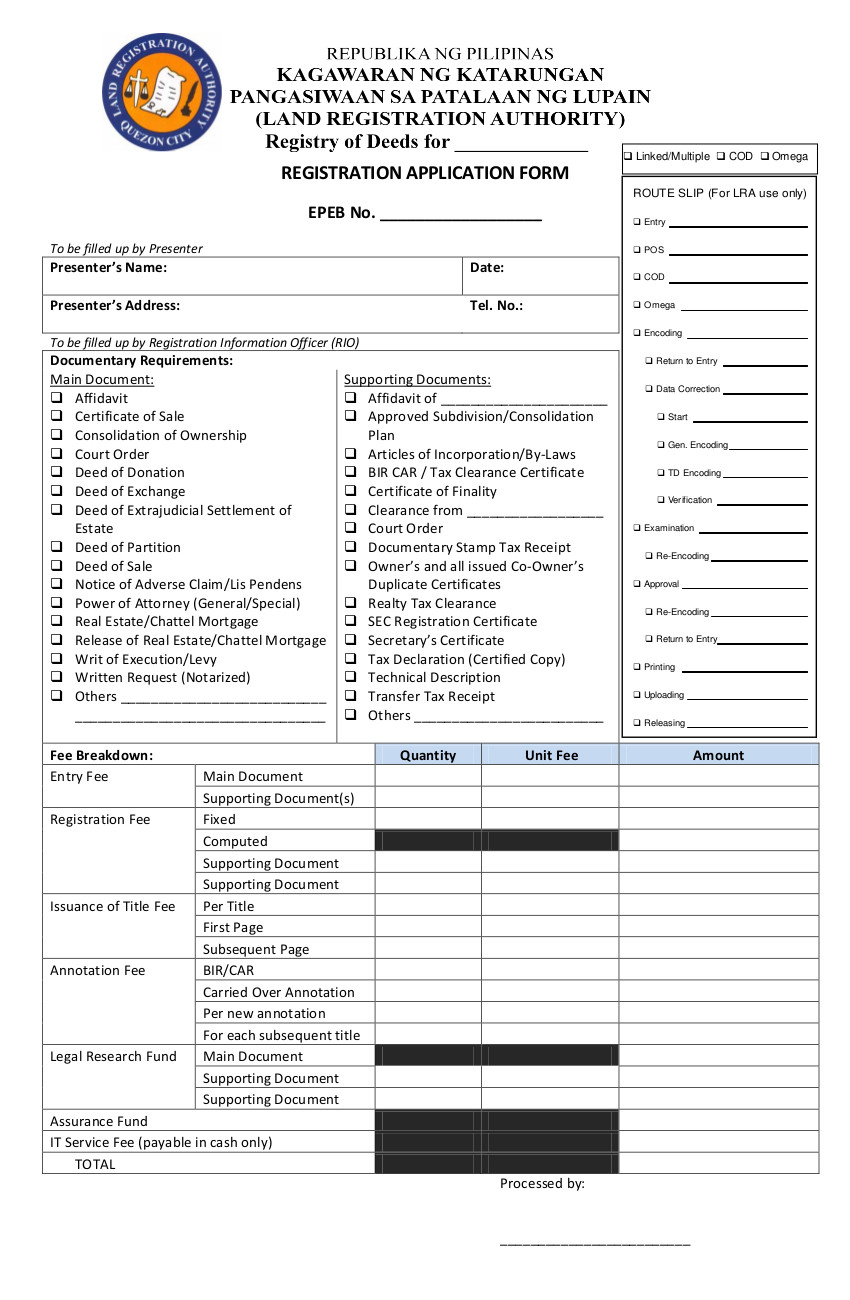 LAND REGISTRATION AUTHORITY
QUEZON CITY
REPUBLIKA NG PILIPINAS
KAGAWARAN NG KATARUNGAN
PANGASIWAAN SA PATALAAN NG LUPAIN
(LAND REGISTRATION AUTHORITY)
Registry of Deeds for ______________
REGISTRATION APPLICATION FORM
EPEB No. ___________________
❑ Linked/Multiple ❑ COD ❑ Omega
ROUTE SLIP (For LRA use only)
❑ Entry
❑ POS
❑ COD
❑ Omega
❑ Encoding
❑ Return to Entry
❑ Data Correction
❑ Start
❑ Gen. Encoding
❑ TD Encoding
❑ Verification
❑ Examination
❑ Re-Encoding
❑ Approval
❑ Re-Encoding
❑ Return to Entry
❑ Printing
❑ Uploading
❑ Releasing
To be filled up by Presenter
Presenter's Name: Date:
Presenter's Address: Tel. No.:
To be filled up by Registration Information Officer (RIO)
Documentary Requirements:
Main Document:
❑ Affidavit
❑ Certificate of Sale
❑ Consolidation of Ownership
❑ Court Order
❑ Deed of Donation
❑ Deed of Exchange
❑ Deed of Extrajudicial Settlement of
Estate
❑ Deed of Partition
❑ Deed of Sale
❑ Notice of Adverse Claim/Lis Pendens
❑ Power of Attorney (General/Special)
❑ Real Estate/Chattel Mortgage
❑ Release of Real Estate/Chattel Mortgage
❑ Writ of Execution/Levy
❑ Written Request (Notarized)
❑ Others ___________________________
_________________________________
Supporting Documents:
❑ Affidavit of ______________________
❑ Approved Subdivision/Consolidation
Plan
❑ Articles of Incorporation/By-Laws
❑ BIR CAR / Tax Clearance Certificate
❑ Certificate of Finality
❑ Clearance from __________________
❑ Court Order
❑ Documentary Stamp Tax Receipt
❑ Owner's and all issued Co-Owner's
Duplicate Certificates
❑ Realty Tax Clearance
❑ SEC Registration Certificate
❑ Secretary's Certificate
❑ Tax Declaration (Certified Copy)
❑ Technical Description
❑ Transfer Tax Receipt
❑ Others _________________________
Fee Breakdown: Quantity Unit Fee Amount
Entry Fee Main Document
Supporting Document(s)
Registration Fee Fixed
Computed
Supporting Document
Supporting Document
Issuance of Title Fee Per Title
First Page
Subsequent Page
Annotation Fee BIR/CAR
Carried Over Annotation
Per new annotation
For each subsequent title
Legal Research Fund Main Document
Supporting Document
Supporting Document
Assurance Fund
IT Service Fee (payable in cash only)
TOTAL
Processed by:
_________________________